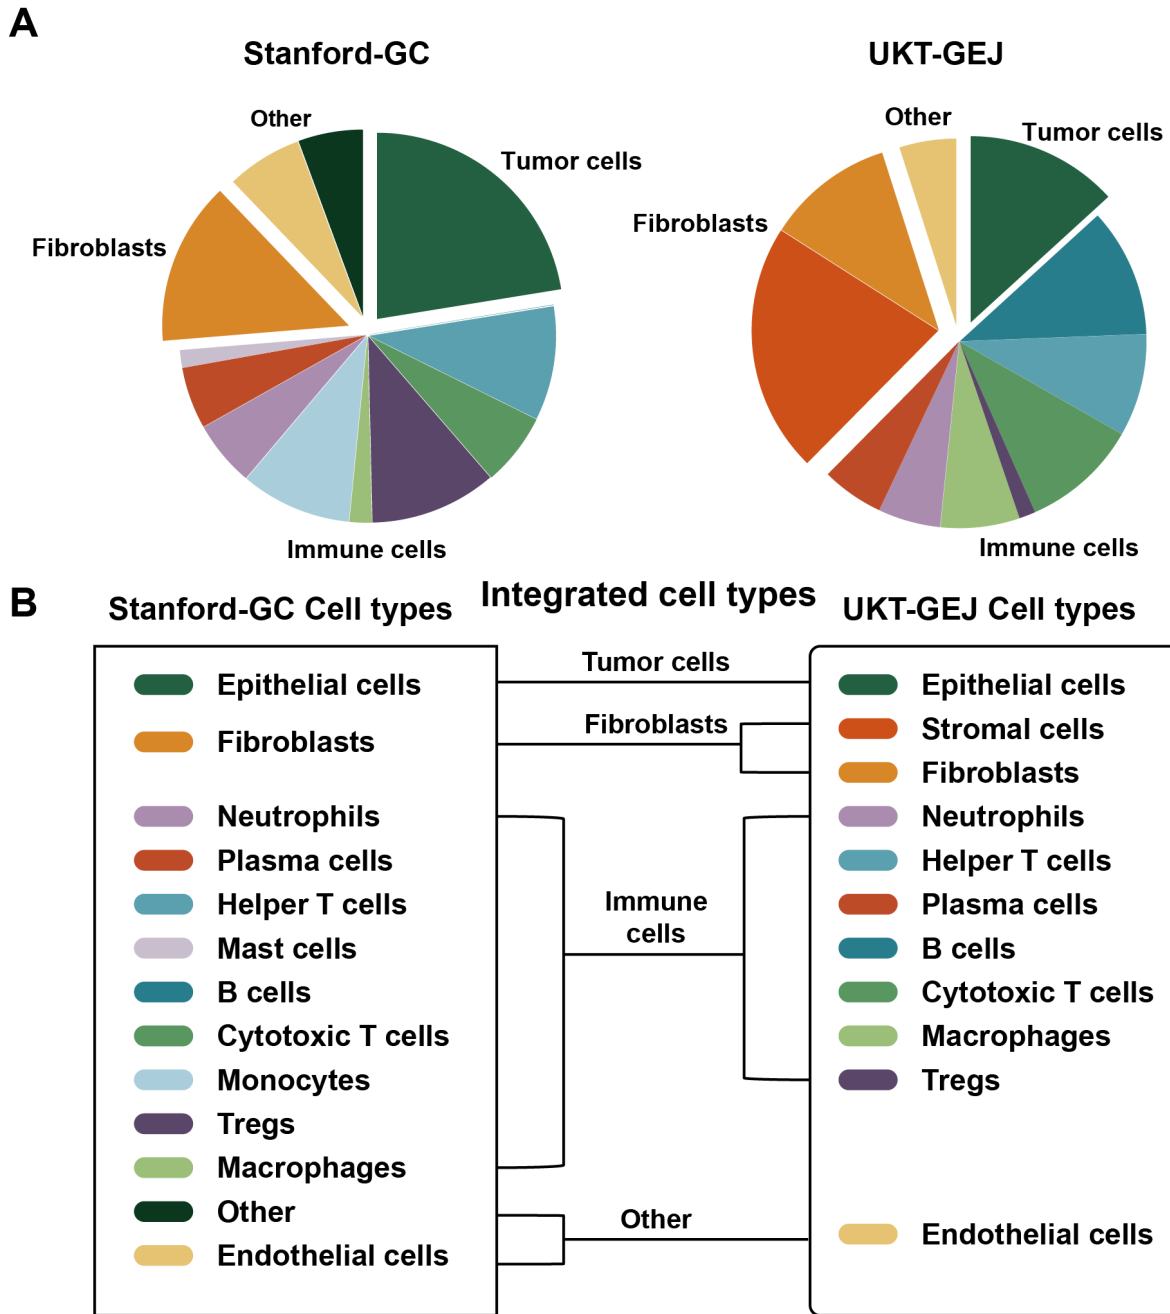 A
Stanford-GC
UKT-GEJ
Other
Tumor cells
Fibroblasts
Immune cells
Other
Tumor cells
Fibroblasts
Immune cells
B
Stanford-GC Cell types
Integrated cell types
UKT-GEJ Cell types
Epithelial cells
Fibroblasts
Neutrophils
Plasma cells
Helper T cells
Mast cells
B cells
Cytotoxic T cells
Monocytes
Tregs
Macrophages
Other
Endothelial cells
Tumor cells
Fibroblasts
Immune
cells
Other
Epithelial cells
Stromal cells
Fibroblasts
Neutrophils
Helper T cells
Plasma cells
B cells
Cytotoxic T cells
Macrophages
Tregs
Endothelial cells